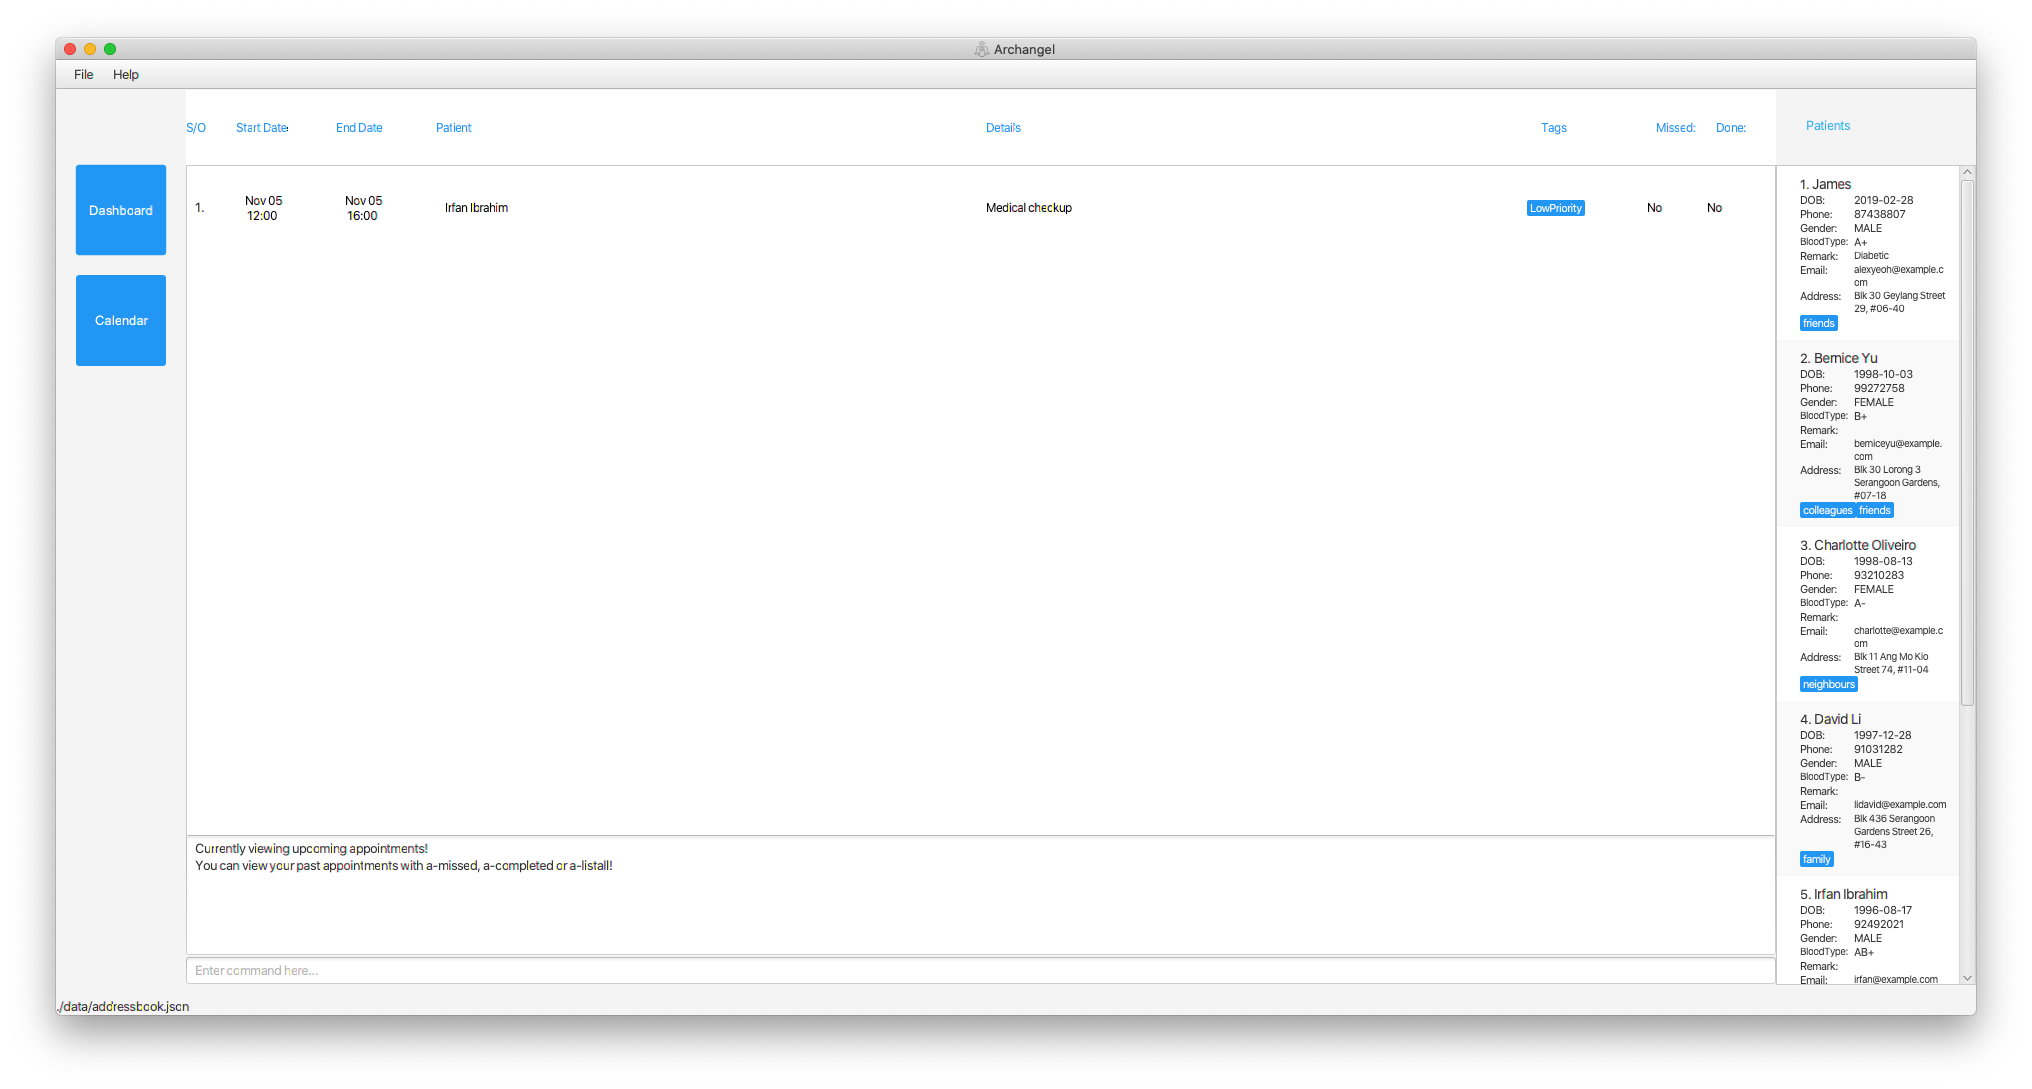 Archangel
File Help
S/O Start Date End Date Patient Details Tags Missed: Done:
Patients
Dashboard
Calendar
1. Nov 05 Nov 05 Irfan Ibrahim Medical checkup LowPriority No No
12:00 16:00
Currently viewing upcoming appointments!
You can view your past appointments with a-missed, a-completed or a-listall!
Enter command here...
1. James
DOB: 2019-02-28
Phone: 87438807
Gender: MALE
BloodType: A+
Remark: Diabetic
Email: alexyeoh@example.c
om
Address: Blk 30 Geylang Street
29, #06-40
friends
2. Bernice Yu
DOB: 1998-10-03
Phone: 99272758
Gender: FEMALE
BloodType: B+
Remark:
Email: berniceyu@example.
com
Address: Blk 30 Lorong 3
Serangoon Gardens,
#07-18
colleagues friends
3. Charlotte Oliveiro
DOB: 1998-08-13
Phone: 93210283
Gender: FEMALE
BloodType: A-
Remark:
Email: charlotte@example.c
om
Address: Blk 11 Ang Mo Kio
Street 74, #11-04
neighbours
4. David Li
DOB: 1997-12-28
Phone: 91031282
Gender: MALE
BloodType: B-
Remark:
Email: lidavid@example.com
Address: Blk 436 Serangoon
Gardens Street 26,
#16-43
family
5. Irfan Ibrahim
DOB: 1996-08-17
Phone: 92492021
Gender: MALE
BloodType: AB+
Remark:
Email: irfan@example.com
./data/addressbook.json